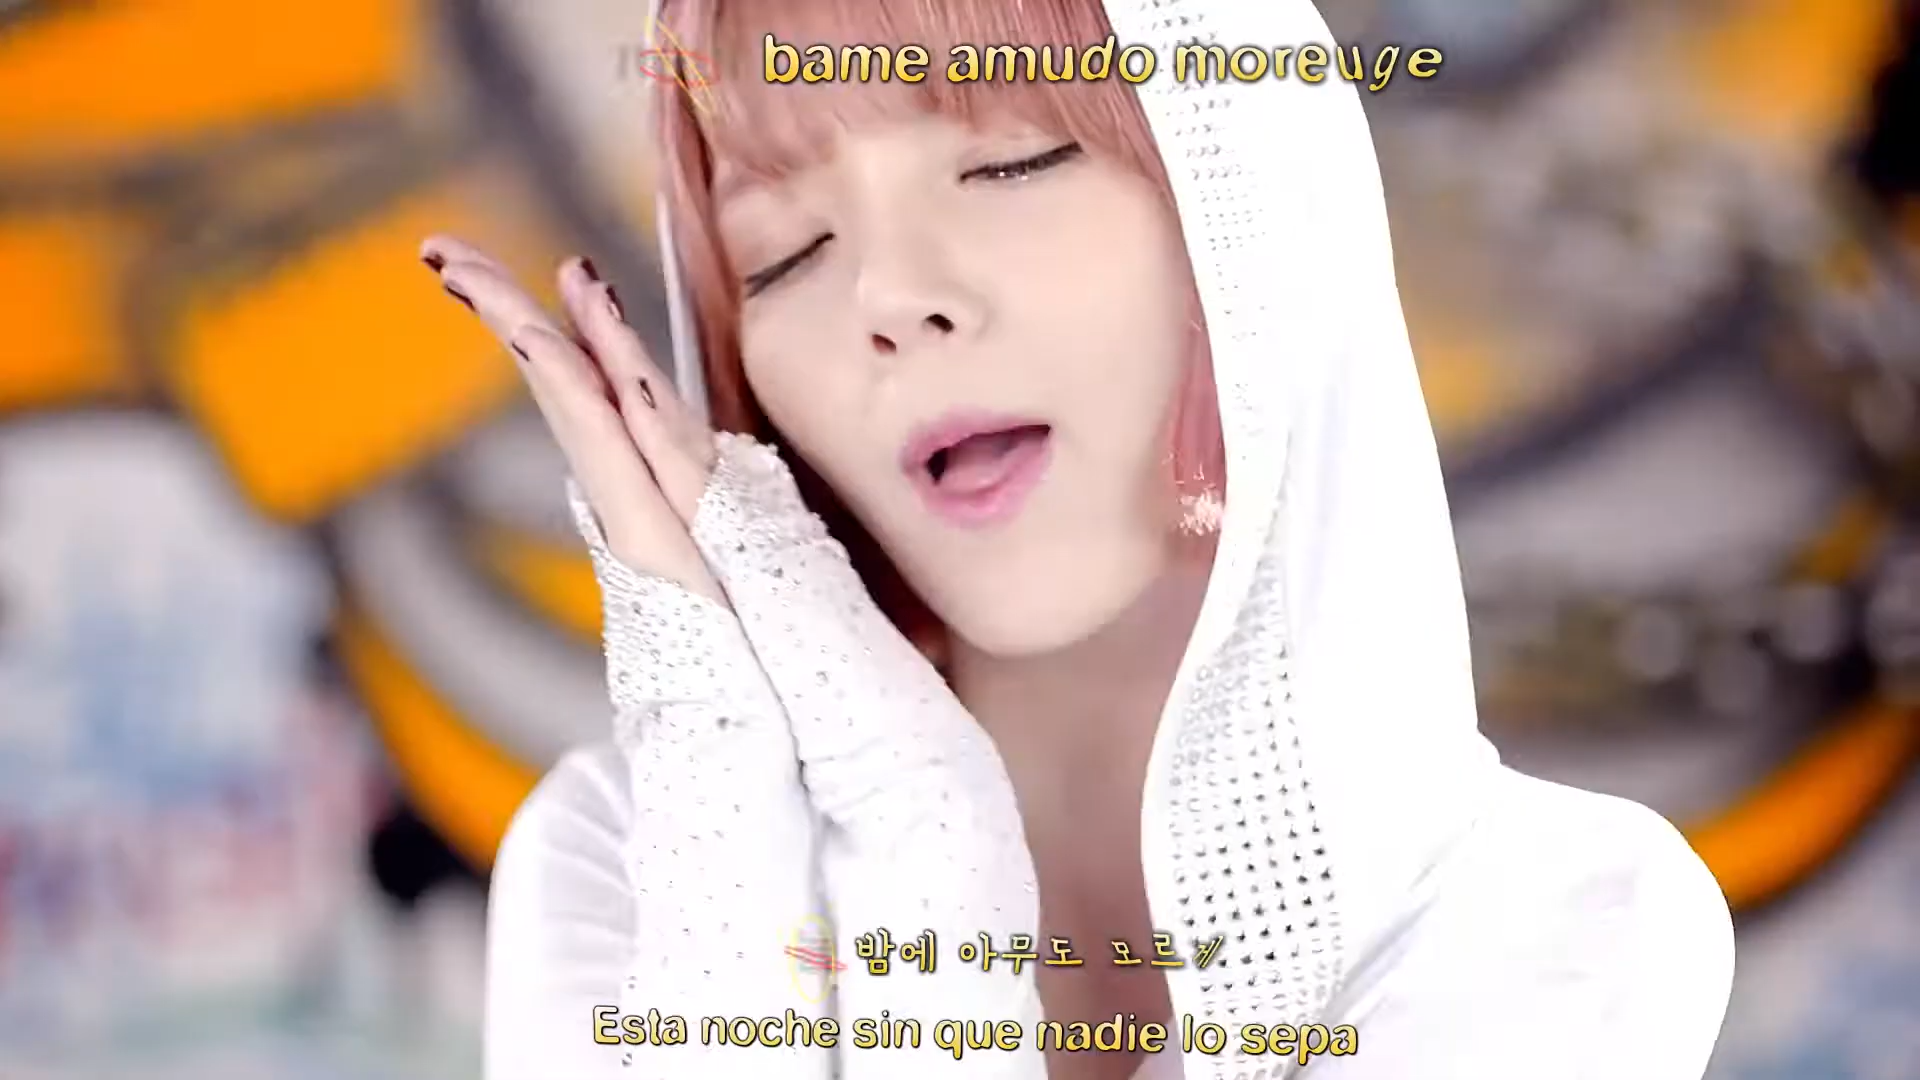 bame amudo moreuge
밤에 아무도 모르게
Esta noche sin que nadie lo sepa